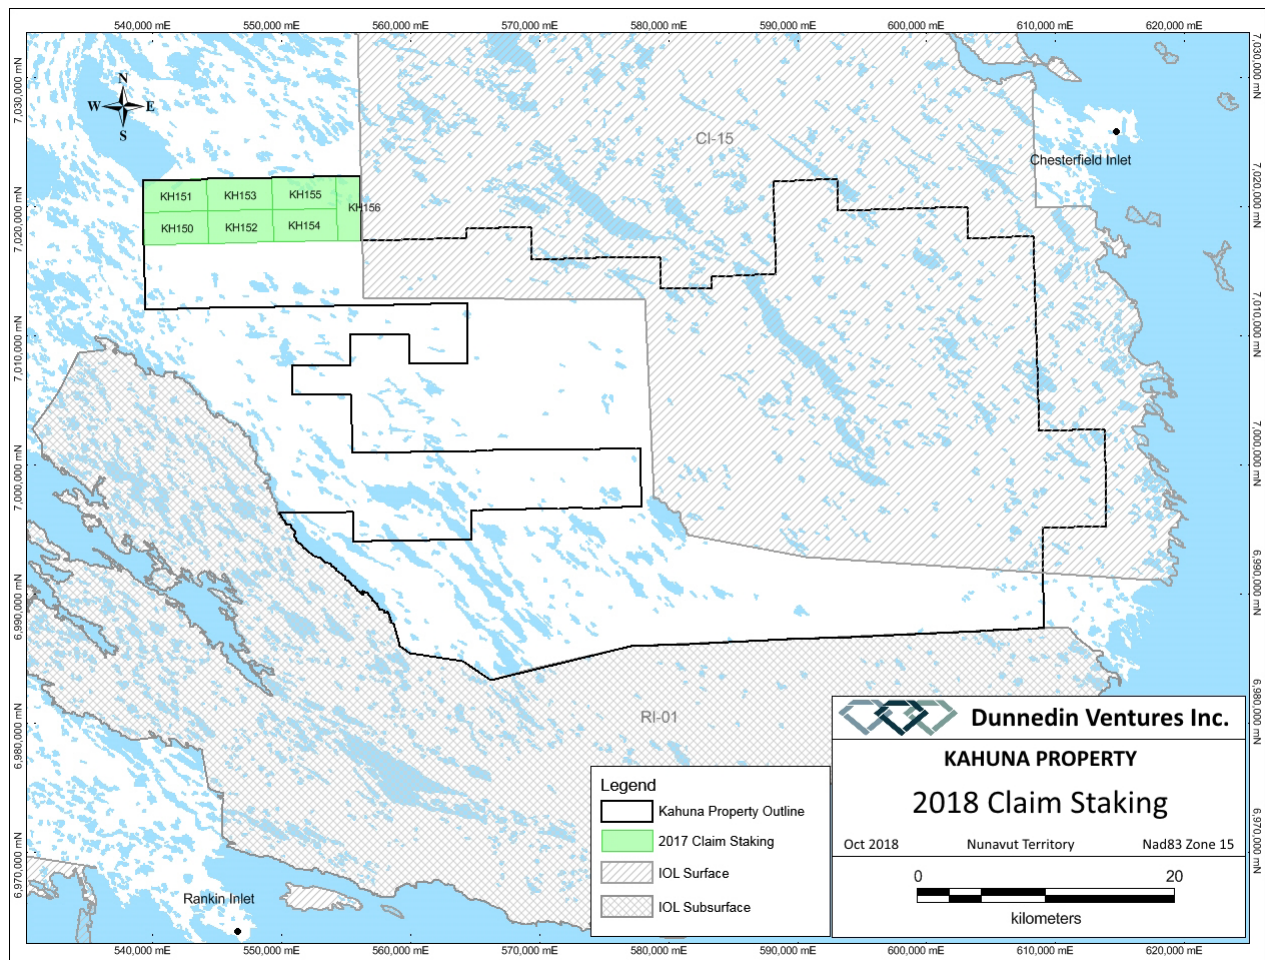 540,000 mE 550,000 mE 560,000 mE 570,000 mE 580,000 mE 590,000 mE 600,000 mE 610,000 mE 620,000 mE
7,030,000 mN
7,030,000 mN
N
W E
S
CI-15
Chesterfield Inlet
KH151 KH153 KH155
KH156
KH150 KH152 KH154
7,020,000 mN
7,020,000 mN
7,010,000 mN
7,010,000 mN
7,000,000 mN
7,000,000 mN
6,990,000 mN
6,990,000 mN
RI-01
6,980,000 mN
6,980,000 mN
Dunnedin Ventures Inc.
KAHUNA PROPERTY
2018 Claim Staking
Oct 2018 Nunavut Territory Nad83 Zone 15
0 20
kilometers
Legend
Kahuna Property Outline
2017 Claim Staking
IOL Surface
IOL Subsurface
6,970,000 mN
6,970,000 mN
Rankin Inlet
540,000 mE 550,000 mE 560,000 mE 570,000 mE 580,000 mE 590,000 mE 600,000 mE 610,000 mE 620,000 mE